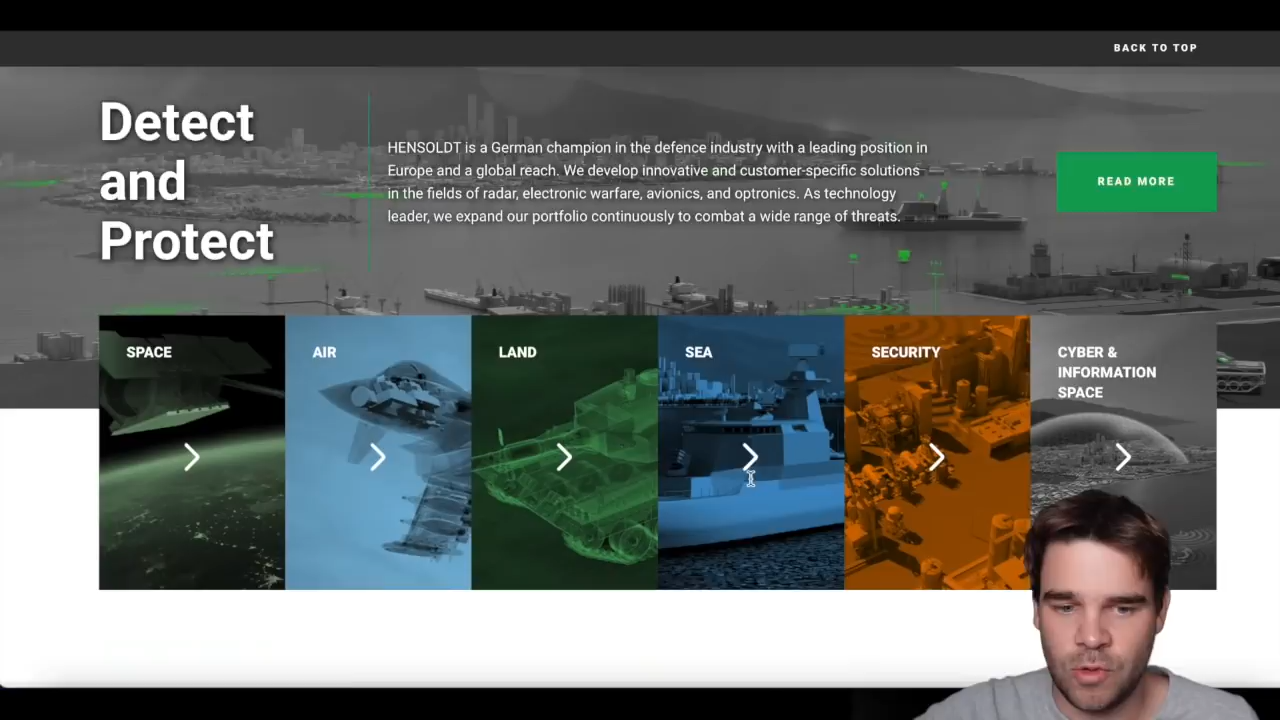 BACK TO TOP
Detect
and
Protect
HENSOLDT is a German champion in the defence industry with a leading position in
Europe and a global reach. We develop innovative and customer-specific solutions
in the fields of radar, electronic warfare, avionics, and optronics. As technology
leader, we expand our portfolio continuously to combat a wide range of threats.
READ MORE
SPACE
AIR
LAND
SEA
SECURITY
CYBER &
INFORMATION
SPACE